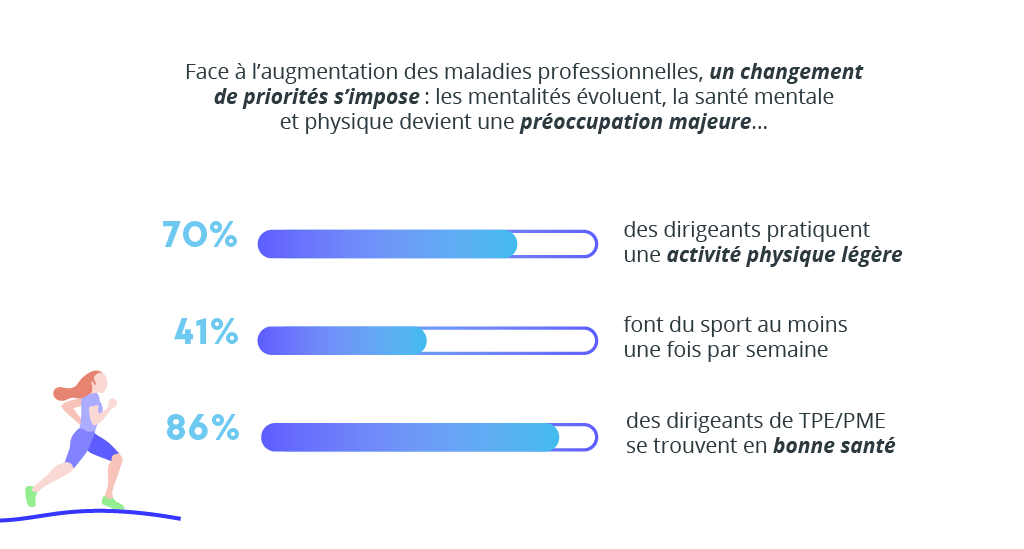 Face à l’augmentation des maladies professionnelles, un changement
de priorités s’impose : les mentalités évoluent, la santé mentale
et physique devient une préoccupation majeure...
70%
des dirigeants pratiquent
une activité physique légère
41%
font du sport au moins
une fois par semaine
86%
des dirigeants de TPE/PME
se trouvent en bonne santé